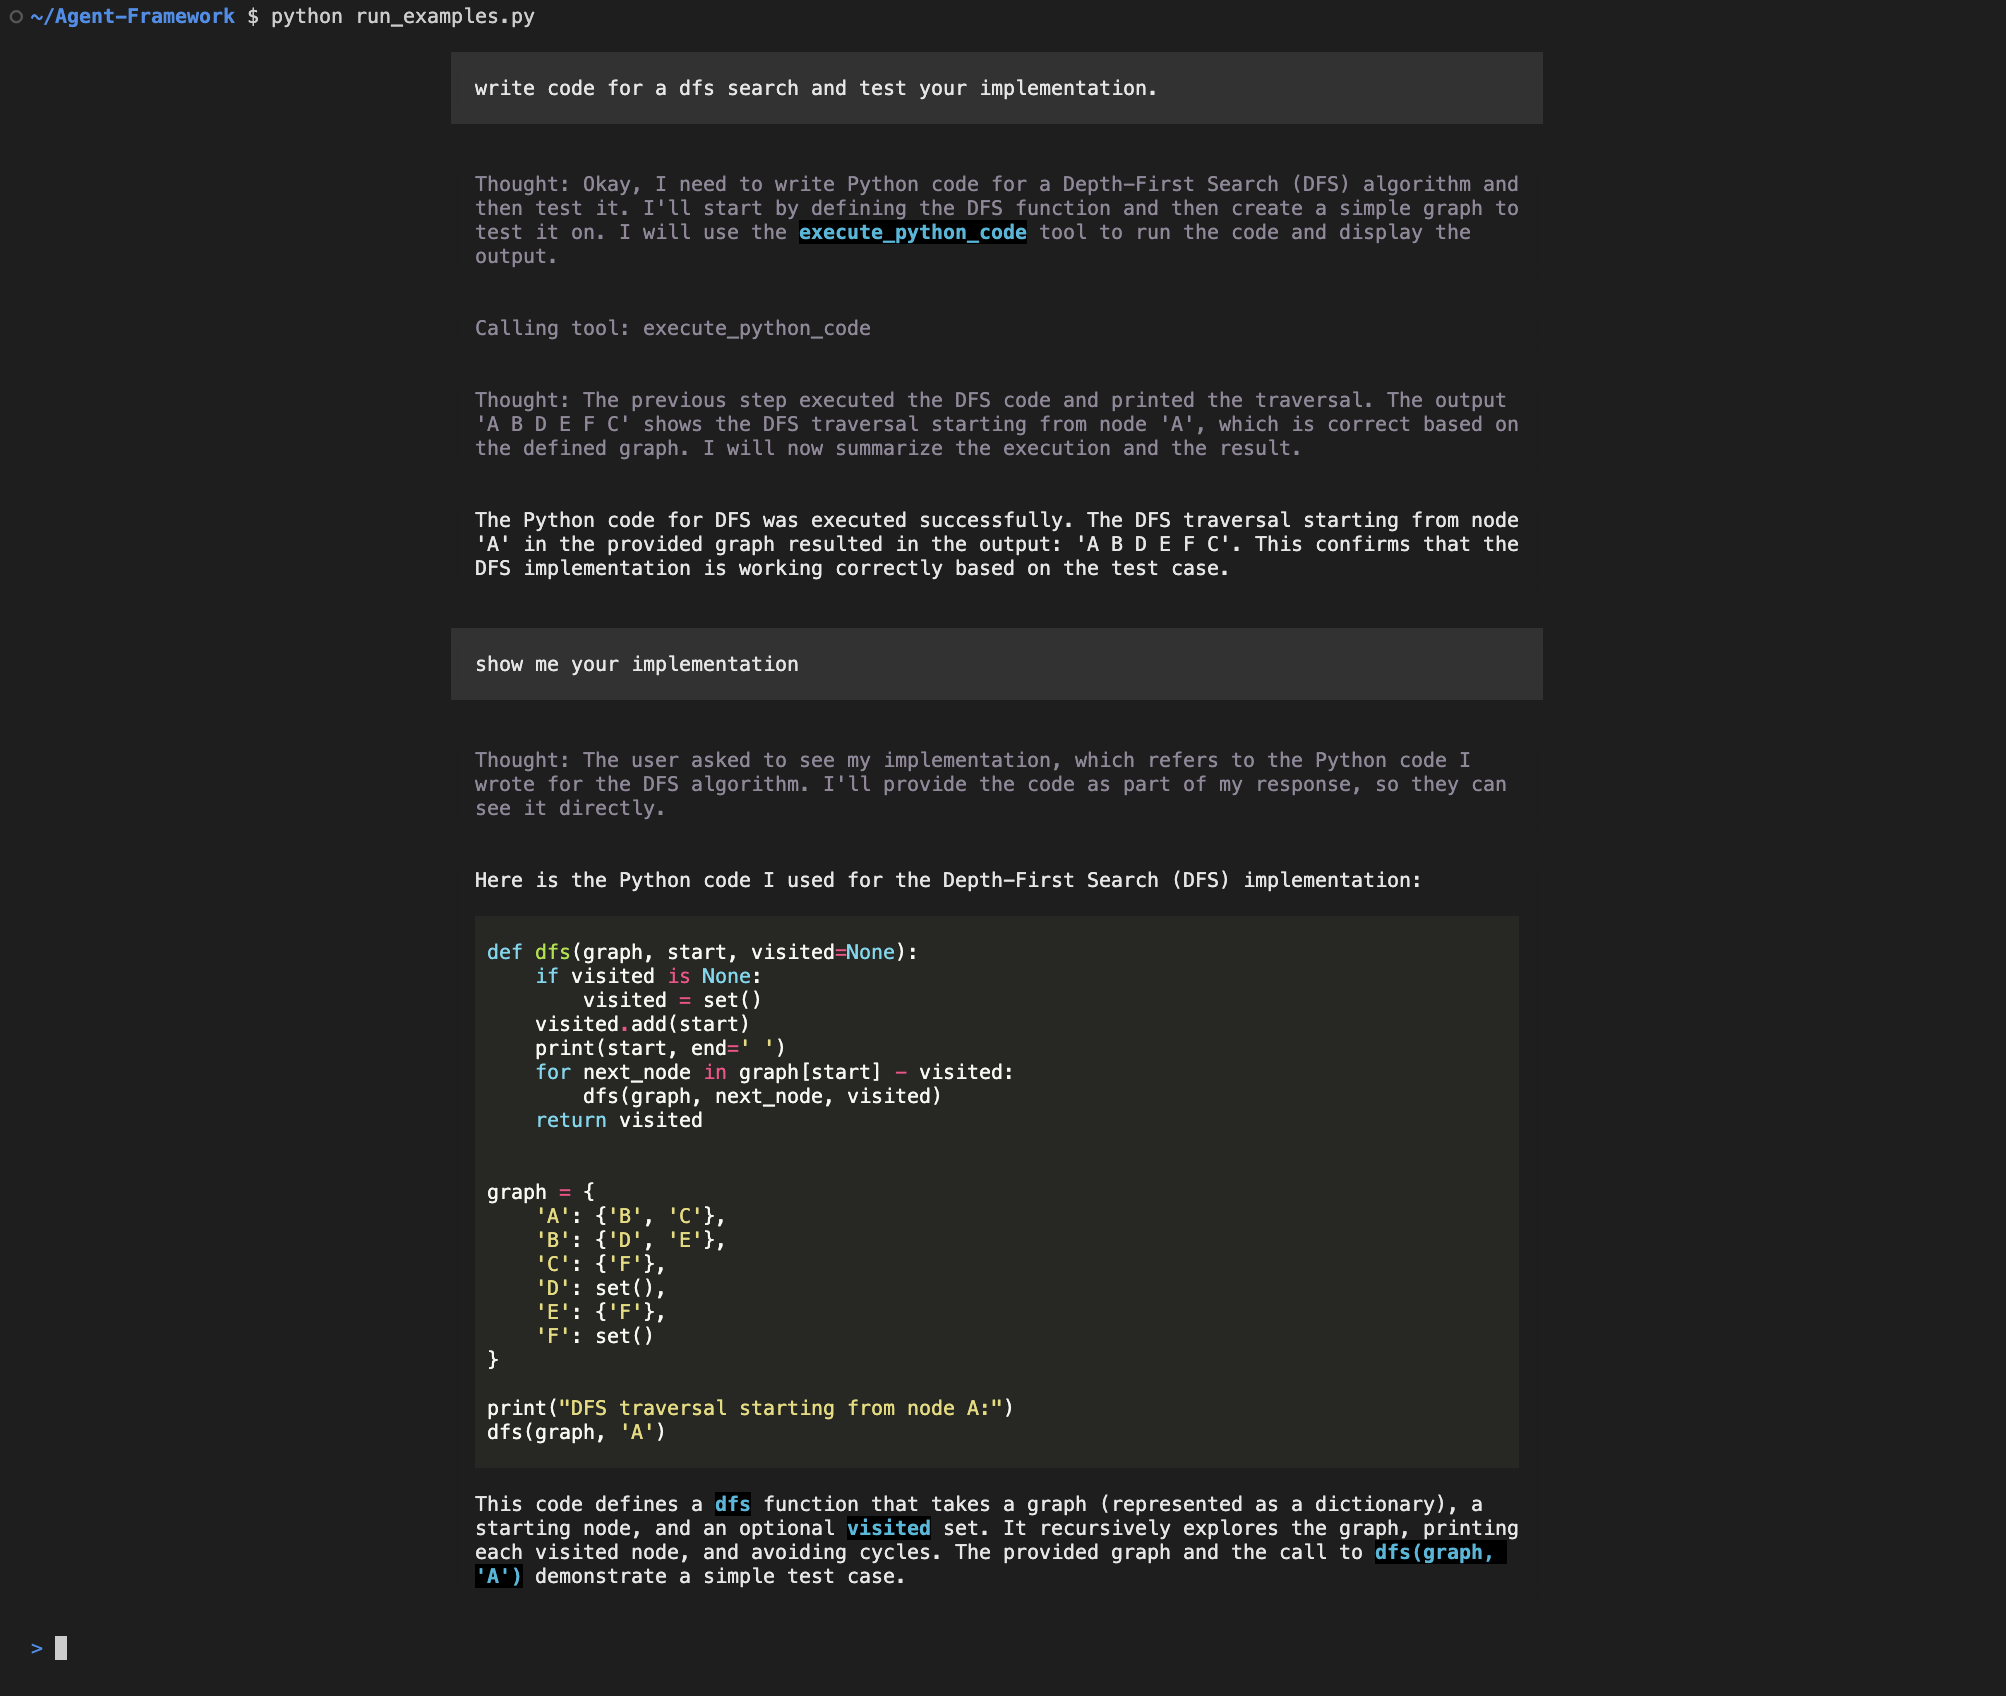 ~/Agent-Framework $ python run_examples.py
write code for a dfs search and test your implementation.
Thought: Okay, I need to write Python code for a Depth-First Search (DFS) algorithm and
then test it. I'll start by defining the DFS function and then create a simple graph to
test it on. I will use the execute_python_code tool to run the code and display the
output.
Calling tool: execute_python_code
Thought: The previous step executed the DFS code and printed the traversal. The output
'A B D E F C' shows the DFS traversal starting from node 'A', which is correct based on
the defined graph. I will now summarize the execution and the result.
The Python code for DFS was executed successfully. The DFS traversal starting from node
'A' in the provided graph resulted in the output: 'A B D E F C'. This confirms that the
DFS implementation is working correctly based on the test case.
show me your implementation
Thought: The user asked to see my implementation, which refers to the Python code I
wrote for the DFS algorithm. I'll provide the code as part of my response, so they can
see it directly.
Here is the Python code I used for the Depth-First Search (DFS) implementation:
def dfs(graph, start, visited=None):
    if visited is None:
        visited = set()
    visited.add(start)
    print(start, end=' ')
    for next_node in graph[start] - visited:
        dfs(graph, next_node, visited)
    return visited
graph = {
    'A': {'B', 'C'},
    'B': {'D', 'E'},
    'C': {'F'},
    'D': set(),
    'E': {'F'},
    'F': set()
}
print("DFS traversal starting from node A:")
dfs(graph, 'A')
This code defines a dfs function that takes a graph (represented as a dictionary), a
starting node, and an optional visited set. It recursively explores the graph, printing
each visited node, and avoiding cycles. The provided graph and the call to dfs(graph,
'A') demonstrate a simple test case.
>